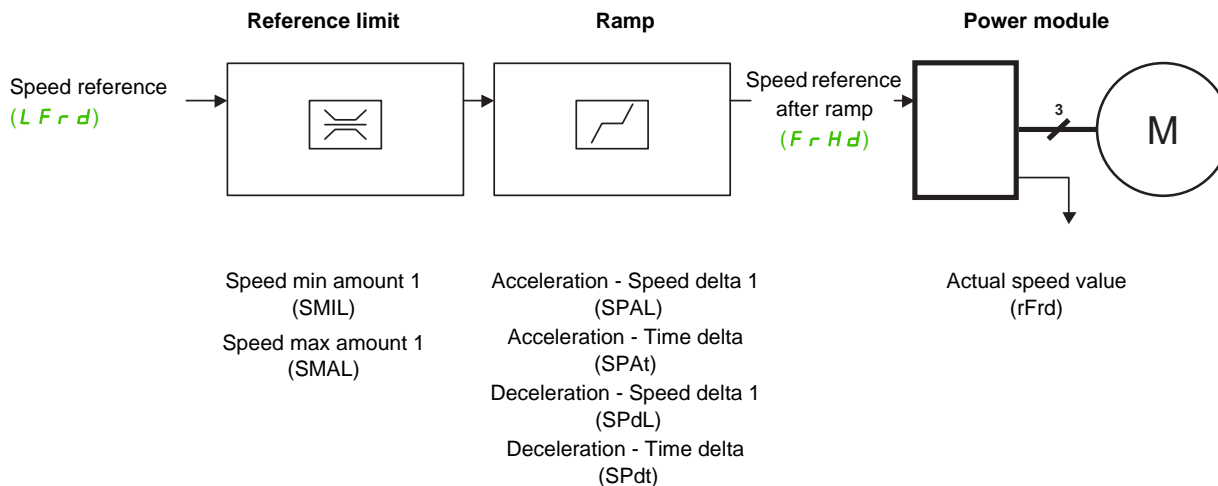 Reference limit
Ramp
Power module
Speed reference
(LFrd)
Speed reference
after ramp
(FrHd)
3
M
Speed min amount 1
(SMIL)
Speed max amount 1
(SMAL)
Acceleration - Speed delta 1
(SPAL)
Acceleration - Time delta
(SPAt)
Deceleration - Speed delta 1
(SPdL)
Deceleration - Time delta
(SPdt)
Actual speed value
(rFrd)